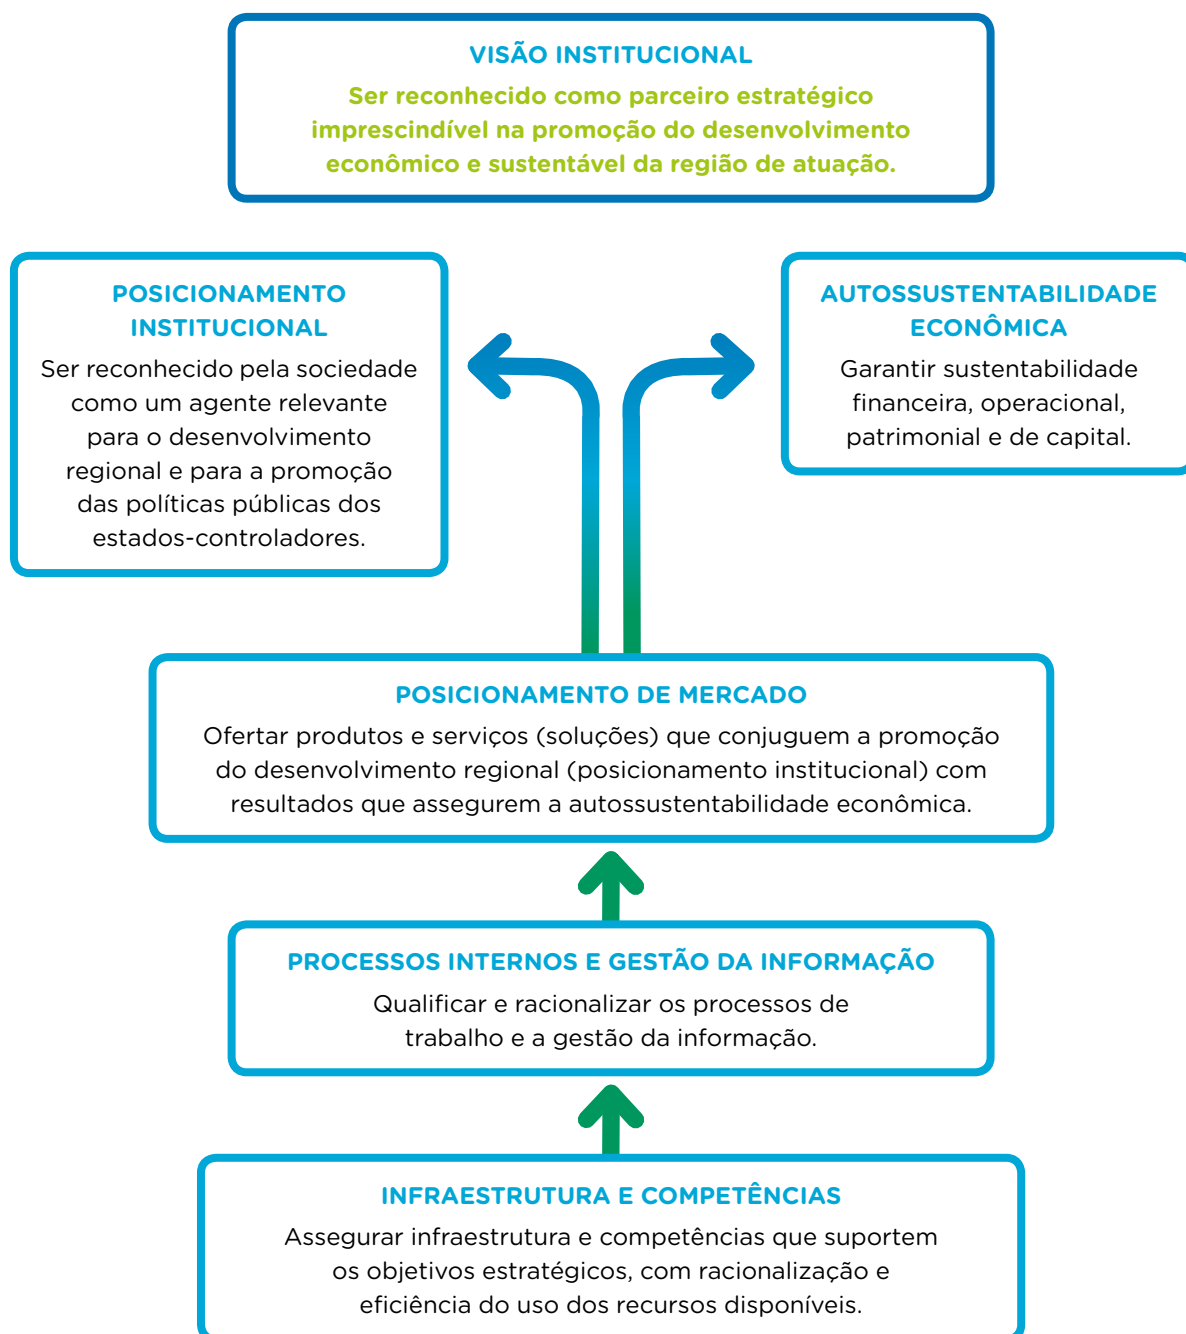 VISÃO INSTITUCIONAL
Ser reconhecido como parceiro estratégico
imprescindível na promoção do desenvolvimento
econômico e sustentável da região de atuação.
POSICIONAMENTO
INSTITUCIONAL
Ser reconhecido pela sociedade
como um agente relevante
para o desenvolvimento
regional e para a promoção
das políticas públicas dos
estados-controladores.
AUTOSSUSTENTABILIDADE
ECONÔMICA
Garantir sustentabilidade
financeira, operacional,
patrimonial e de capital.
POSICIONAMENTO DE MERCADO
Ofertar produtos e serviços (soluções) que conjuguem a promoção
do desenvolvimento regional (posicionamento institucional) com
resultados que assegurem a autossustentabilidade econômica.
PROCESSOS INTERNOS E GESTÃO DA INFORMAÇÃO
Qualificar e racionalizar os processos de
trabalho e a gestão da informação.
INFRAESTRUTURA E COMPETÊNCIAS
Assegurar infraestrutura e competências que suportem
os objetivos estratégicos, com racionalização e
eficiência do uso dos recursos disponíveis.